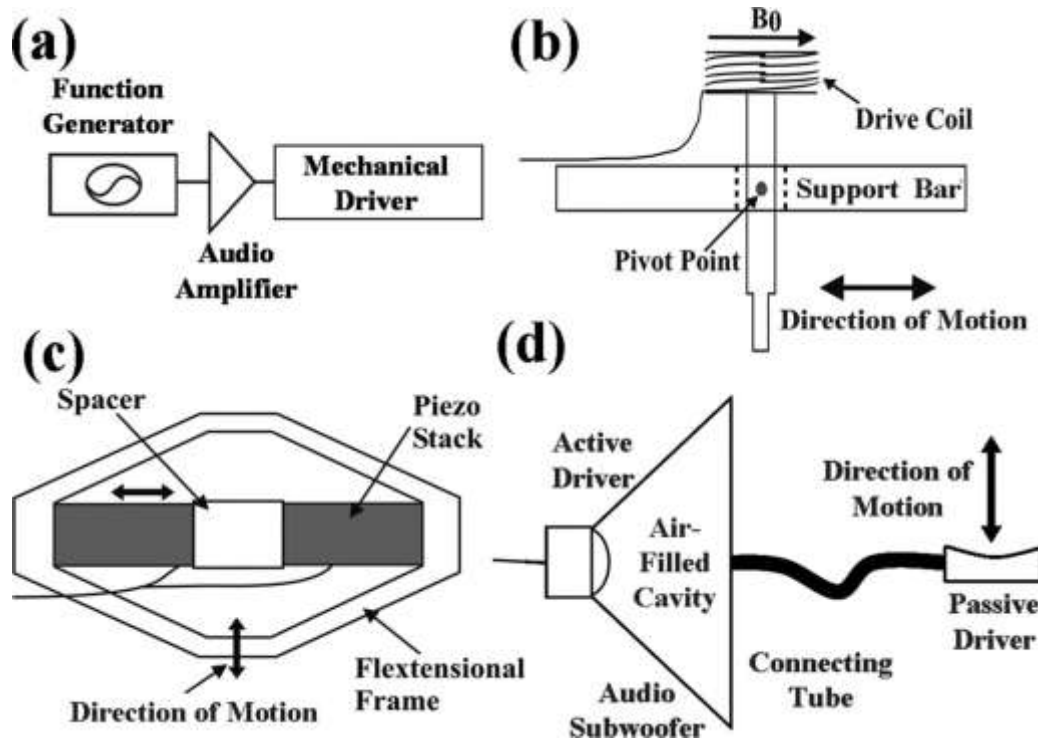 (a)
Function
Generator
Mechanical
Driver
Audio
Amplifier
(b)
B0
Drive Coil
Support Bar
Pivot Point
Direction of Motion
(c)
Spacer
Piezo
Stack
Flextensional
Frame
Direction of Motion
(d)
Active
Driver
Air-
Filled
Cavity
Direction of
Motion
Passive
Driver
Connecting
Tube
Audio
Subwoofer